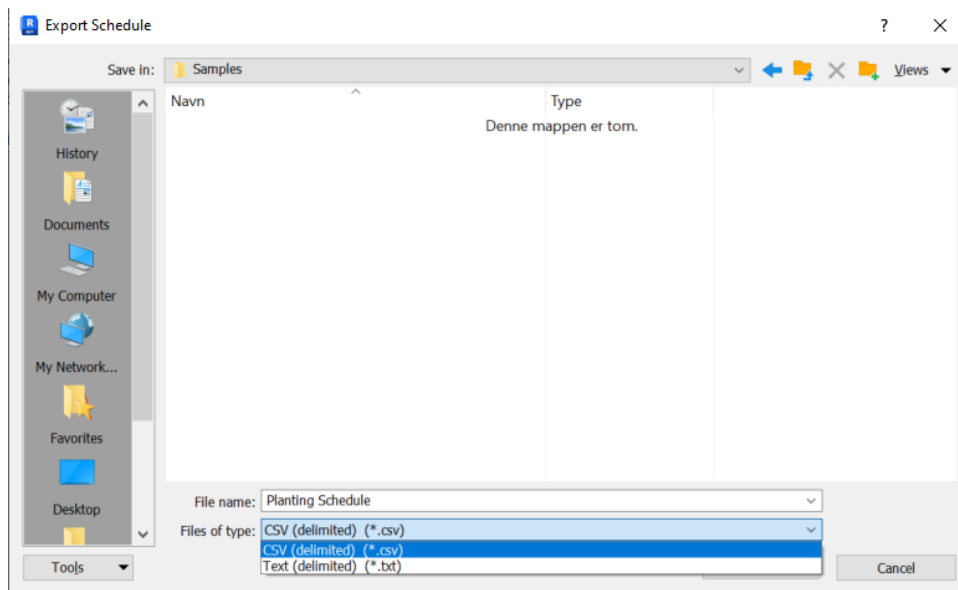 Export Schedule ? X
Save in: Samples Views
Navn Type
Denne mappen er tom.
History
Documents
My Computer
My Network...
Favorites
Desktop
File name: Planting Schedule
Files of type: CSV (delimited) (*.csv)
CSV (delimited) (*.csv)
Text (delimited) (*.txt)
Tools Cancel